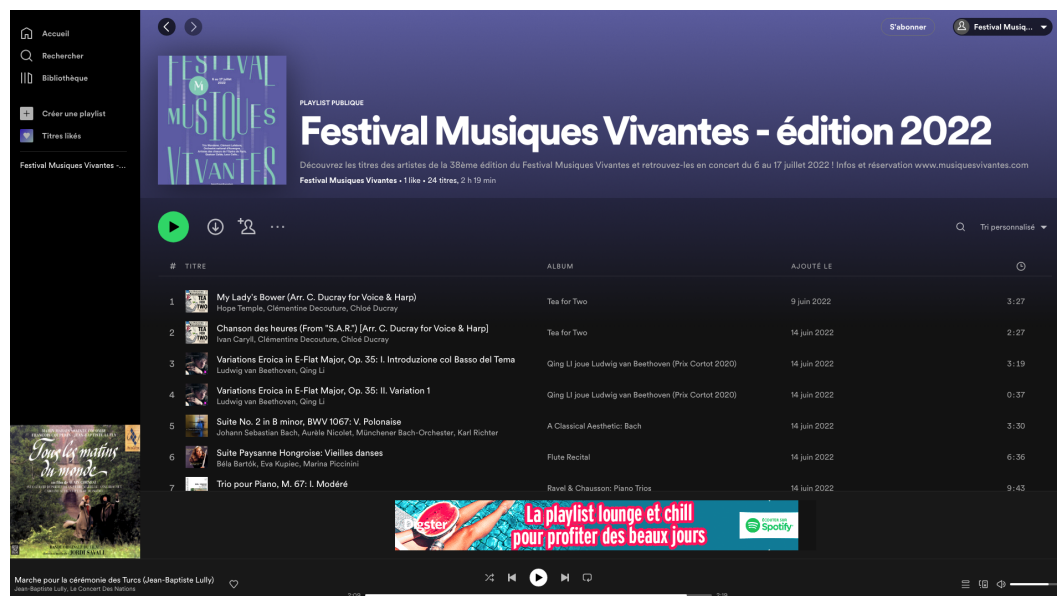 Accueil
Rechercher
Bibliothèque
Créer une playlist
Titres likés
Festival Musiques Vivantes -...
S'abonner
Festival Musiq...
FESTIVAL
M
6 au 17 juillet
2022
MUSIQUES
VIVANTES
PLAYLIST PUBLIQUE
Festival Musiques Vivantes - édition 2022
Découvrez les titres des artistes de la 38ème édition du Festival Musiques Vivantes et retrouvez-les en concert du 6 au 17 juillet 2022 ! Infos et réservation www.musiquesvivantes.com
Festival Musiques Vivantes • 1 like • 24 titres, 2 h 19 min
Tri personnalisé
# TITRE ALBUM AJOUTÉ LE
1 My Lady's Bower (Arr. C. Ducray for Voice & Harp) Tea for Two 9 juin 2022 3:27
Hope Temple, Clémentine Decouture, Chloé Ducray
2 Chanson des heures (From "S.A.R.") [Arr. C. Ducray for Voice & Harp] Tea for Two 14 juin 2022 2:27
Ivan Caryll, Clémentine Decouture, Chloé Ducray
3 Variations Eroica in E-Flat Major, Op. 35: I. Introduzione col Basso del Tema Qing LI joue Ludwig van Beethoven (Prix Cortot 2020) 14 juin 2022 3:19
Ludwig van Beethoven, Qing Li
4 Variations Eroica in E-Flat Major, Op. 35: II. Variation 1 Qing LI joue Ludwig van Beethoven (Prix Cortot 2020) 14 juin 2022 0:37
Ludwig van Beethoven, Qing Li
5 Suite No. 2 in B minor, BWV 1067: V. Polonaise A Classical Aesthetic: Bach 14 juin 2022 3:30
Johann Sebastian Bach, Aurèle Nicolet, Münchener Bach-Orchester, Karl Richter
6 Suite Paysanne Hongroise: Vieilles danses Flute Recital 14 juin 2022 6:36
Béla Bartók, Eva Kupiec, Marina Piccinini
7 Trio pour Piano, M. 67: I. Modéré Ravel & Chausson: Piano Trios 14 juin 2022 9:43
Tous les matins
du monde
JORDI SAVALL
Digster
La playlist lounge et chill
pour profiter des beaux jours
ÉCOUTER SUR
Spotify
Marche pour la cérémonie des Turcs (Jean-Baptiste Lully)
Jean-Baptiste Lully, Le Concert Des Nations